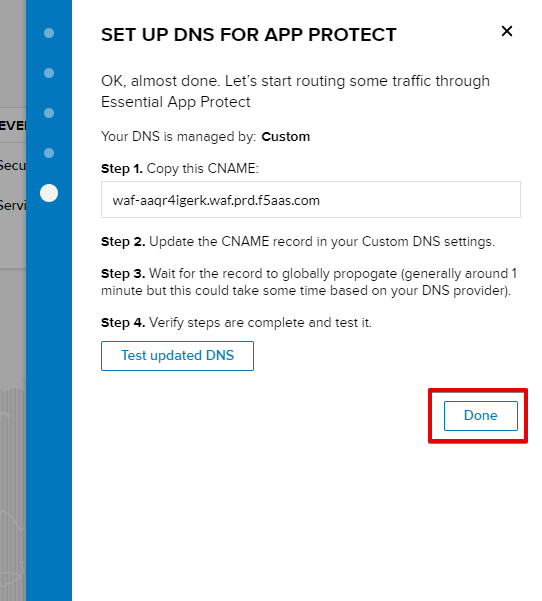 SET UP DNS FOR APP PROTECT
OK, almost done. Let's start routing some traffic through
Essential App Protect
Your DNS is managed by: Custom
Step 1. Copy this CNAME:
waf-aaqr4igerk.waf.prd.f5aas.com
Step 2. Update the CNAME record in your Custom DNS settings.
Step 3. Wait for the record to globally propogate (generally around 1
minute but this could take some time based on your DNS provider).
Step 4. Verify steps are complete and test it.
Test updated DNS
Done
EVE
Secu
Servi